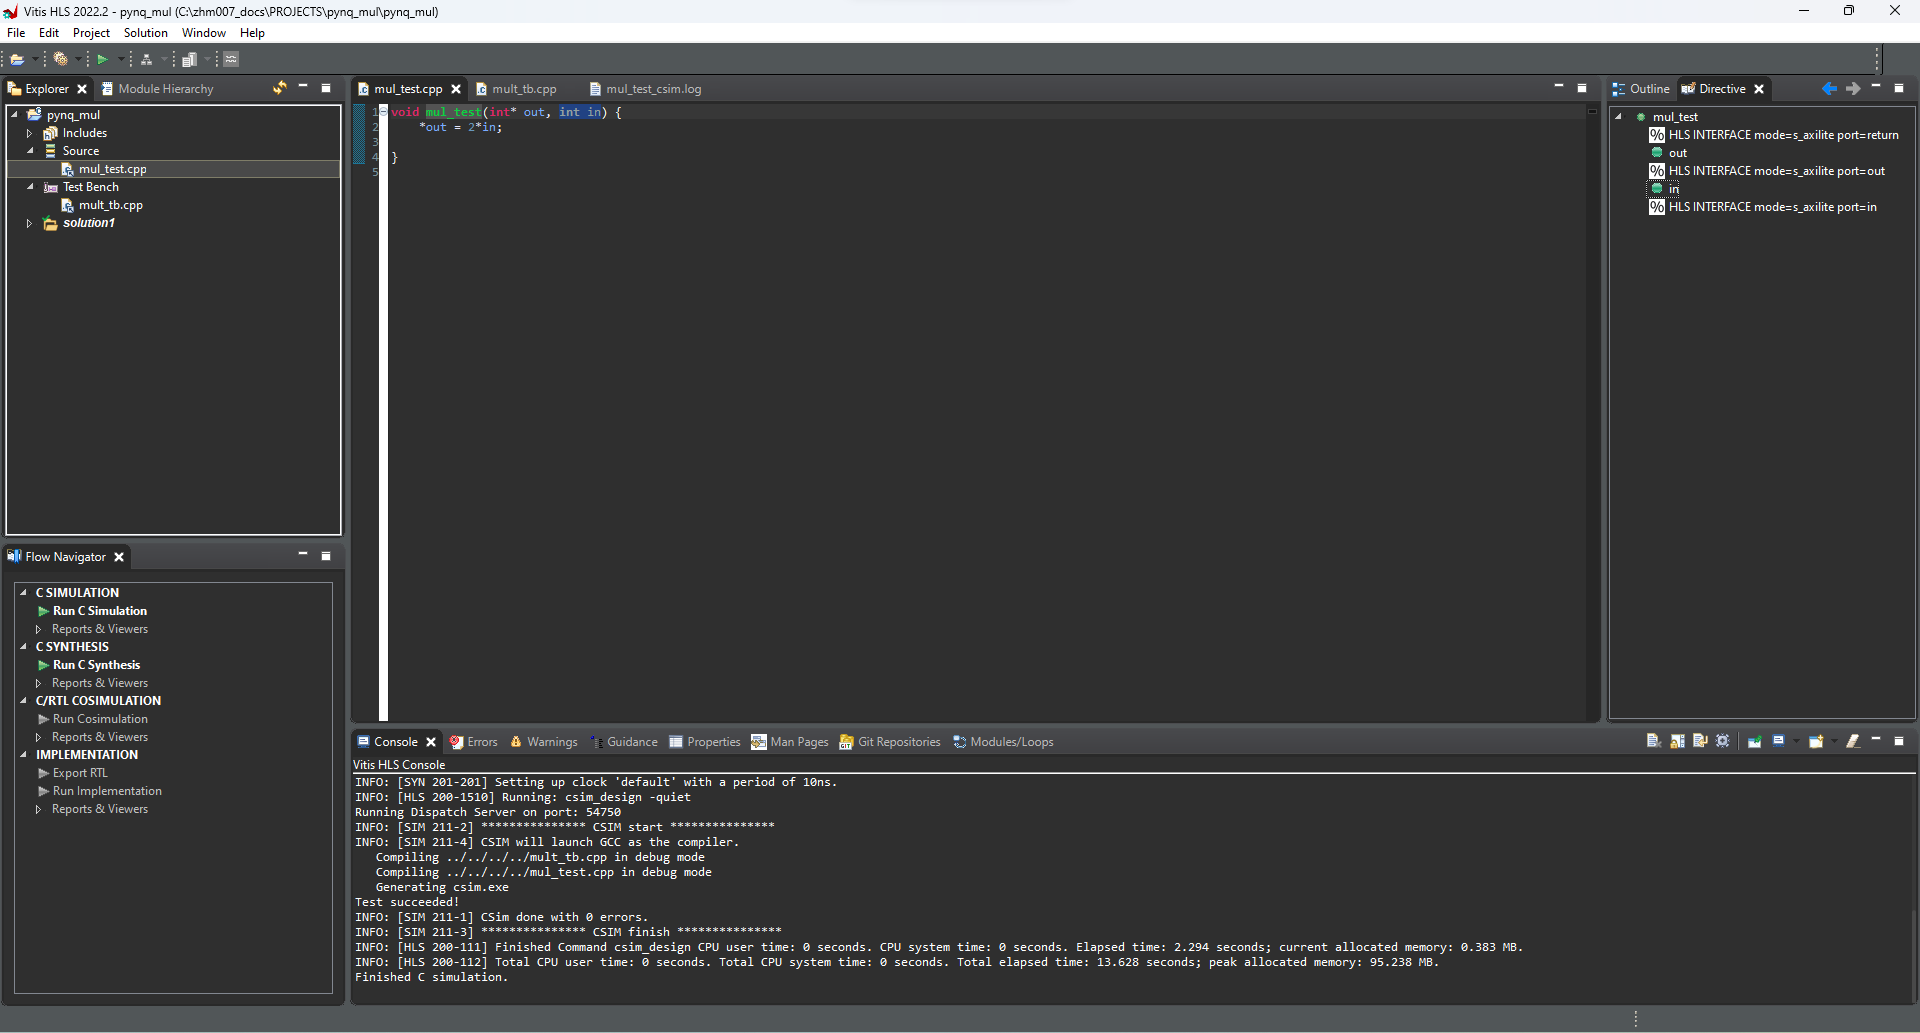 Vitis HLS 2022.2 - pynq_mul (C:\zhm007_docs\PROJECTS\pynq_mul\pynq_mul)
File Edit Project Solution Window Help
Explorer Module Hierarchy
pynq_mul
Includes
Source
mul_test.cpp
Test Bench
mult_tb.cpp
solution1
Flow Navigator
C SIMULATION
Run C Simulation
Reports & Viewers
C SYNTHESIS
Run C Synthesis
Reports & Viewers
C/RTL COSIMULATION
Run Cosimulation
Reports & Viewers
IMPLEMENTATION
Export RTL
Run Implementation
Reports & Viewers
mul_test.cpp mult_tb.cpp mul_test_csim.log
1 void mul_test(int* out, int in) {
2 *out = 2*in;
3
4 }
5
Outline Directive
mul_test
% HLS INTERFACE mode=s_axilite port=return
out
% HLS INTERFACE mode=s_axilite port=out
in
% HLS INTERFACE mode=s_axilite port=in
Console Errors Warnings Guidance Properties Man Pages Git Repositories Modules/Loops
Vitis HLS Console
INFO: [SYN 201-201] Setting up clock 'default' with a period of 10ns.
INFO: [HLS 200-1510] Running: csim_design -quiet
Running Dispatch Server on port: 54750
INFO: [SIM 211-2] *************** CSIM start ***************
INFO: [SIM 211-4] CSIM will launch GCC as the compiler.
Compiling ../../../../mult_tb.cpp in debug mode
Compiling ../../../../mul_test.cpp in debug mode
Generating csim.exe
Test succeeded!
INFO: [SIM 211-1] CSim done with 0 errors.
INFO: [SIM 211-3] *************** CSIM finish ***************
INFO: [HLS 200-111] Finished Command csim_design CPU user time: 0 seconds. CPU system time: 0 seconds. Elapsed time: 2.294 seconds; current allocated memory: 0.383 MB.
INFO: [HLS 200-112] Total CPU user time: 0 seconds. Total CPU system time: 0 seconds. Total elapsed time: 13.628 seconds; peak allocated memory: 95.238 MB.
Finished C simulation.